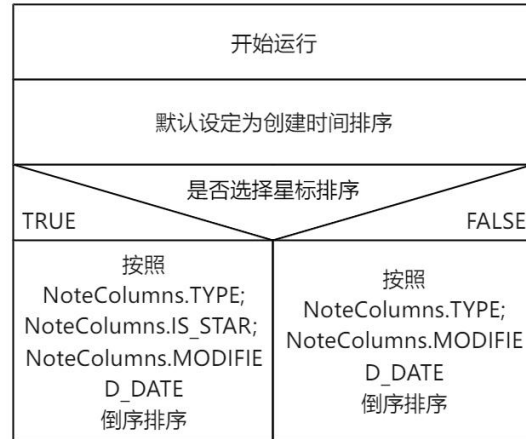 开始运行
默认设定为创建时间排序
是否选择星标排序
TRUE
FALSE
按照
NoteColumns.TYPE;
NoteColumns.IS_STAR;
NoteColumns.MODIFIE
D_DATE
倒序排序
按照
NoteColumns.TYPE;
NoteColumns.MODIFIE
D_DATE
倒序排序